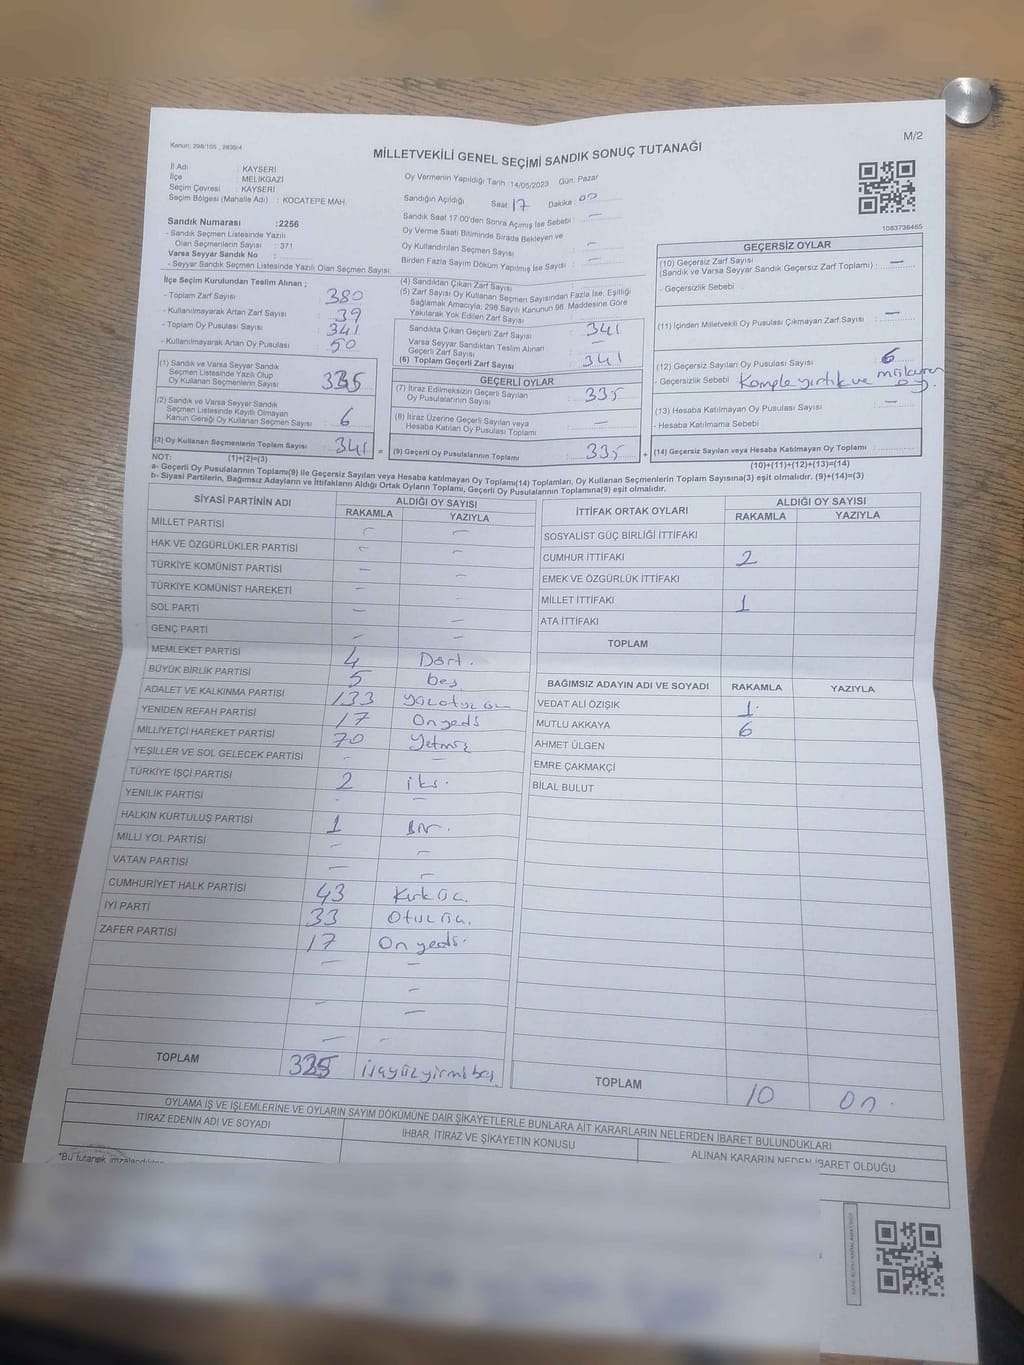 Kanun: 298/105 , 2839/4
M/2
MİLLETVEKİLİ GENEL SEÇİMİ SANDIK SONUÇ TUTANAĞI
İl Adı : KAYSERİ
İlçe : MELİKGAZİ
Seçim Çevresi : KAYSERİ
Seçim Bölgesi (Mahalle Adı) : KOCATEPE MAH.
Sandık Numarası :2256
- Sandık Seçmen Listesinde Yazılı
Olan Seçmenlerin Sayısı : 371
Varsa Seyyar Sandık No :
- Seyyar Sandık Seçmen Listesinde Yazılı Olan Seçmen Sayısı:
Oy Vermenin Yapıldığı Tarih 14/05/2023 Gün: Pazar
Sandığın Açıldığı Saat 17 Dakika: 00
Sandık Saat 17.00'den Sonra Açımış İse Sebebi : —
Oy Verme Saati Bitiminde Sırada Bekleyen ve
Oy Kullandırılan Seçmen Sayısı : —
Birden Fazla Sayım Döküm Yapılmış İse Sayısı : —
1083736465
İlçe Seçim Kurulundan Teslim Alınan ;
- Toplam Zarf Sayısı : 380
- Kullanılmayarak Artan Zarf Sayısı : 39
- Toplam Oy Pusulası Sayısı : 341
- Kullanılmayarak Artan Oy Pusulası : 50
(1) Sandık ve Varsa Seyyar Sandık
Seçmen Listesinde Yazılı Olup
Oy Kullanan Seçmenlerin Sayısı : 335
(2) Sandık ve Varsa Seyyar Sandık
Seçmen Listesinde Kayıtlı Olmayan
Kanun Gereği Oy Kullanan Seçmen Sayısı : 6
(3) Oy Kullanan Seçmenlerin Toplam Sayısı : 341
(4) Sandıktan Çıkan Zarf Sayısı :
(5) Zarf Sayısı Oy Kullanan Seçmen Sayısından Fazla İse, Eşitliği
Sağlamak Amacıyla; 298 Sayılı Kanunun 98. Maddesine Göre
Yakılarak Yok Edilen Zarf Sayısı :
Sandıkta Çıkan Geçerli Zarf Sayısı : 341
Varsa Seyyar Sandıktan Teslim Alınan
Geçerli Zarf Sayısı : —
(6) Toplam Geçerli Zarf Sayısı : 341
GEÇERLİ OYLAR
(7) İtiraz Edilmeksizin Geçerli Sayılan
Oy Pusulalarının Sayısı : 335
(8) İtiraz Üzerine Geçerli Sayılan veya
Hesaba Katılan Oy Pusulası Toplamı : —
= (9) Geçerli Oy Pusulalarının Toplamı : 335
GEÇERSİZ OYLAR
(10) Geçersiz Zarf Sayısı
(Sandık ve Varsa Seyyar Sandık Geçersiz Zarf Toplamı) : —
- Geçersizlik Sebebi
(11) İçinden Milletvekili Oy Pusulası Çıkmayan Zarf Sayısı : —
(12) Geçersiz Sayılan Oy Pusulası Sayısı : 6
- Geçersizlik Sebebi Komple yırtık ve oy.
(13) Hesaba Katılmayan Oy Pusulası Sayısı : —
- Hesaba Katılmama Sebebi
+ (14) Geçersiz Sayılan veya Hesaba Katılmayan Oy Toplamı :
NOT: (1)+(2)=(3)
(10)+(11)+(12)+(13)=(14)
a- Geçerli Oy Pusulalarının Toplamı(9) ile Geçersiz Sayılan veya Hesaba katılmayan Oy Toplamı(14) Toplamları, Oy Kullanan Seçmenlerin Toplam Sayısına(3) eşit olmalıdır. (9)+(14)=(3)
b- Siyasi Partilerin, Bağımsız Adayların ve İttifakların Aldığı Ortak Oyların Toplamı, Geçerli Oy Pusulalarının Toplamına(9) eşit olmalıdır.
SİYASİ PARTİNİN ADI ALDIĞI OY SAYISI
RAKAMLA YAZIYLA
MİLLET PARTİSİ — —
HAK VE ÖZGÜRLÜKLER PARTİSİ — —
TÜRKİYE KOMÜNİST PARTİSİ — —
TÜRKİYE KOMÜNİST HAREKETİ —
SOL PARTİ — —
GENÇ PARTİ — —
MEMLEKET PARTİSİ 4 Dört.
BÜYÜK BİRLİK PARTİSİ 5 beş
ADALET VE KALKINMA PARTİSİ 133
YENİDEN REFAH PARTİSİ 17 On yedi
MİLLİYETÇİ HAREKET PARTİSİ 70 Yetmiş
YEŞİLLER VE SOL GELECEK PARTİSİ - —
TÜRKİYE İŞÇİ PARTİSİ 2 iki.
YENİLİK PARTİSİ - —
HALKIN KURTULUŞ PARTİSİ 1 Bir.
MİLLİ YOL PARTİSİ — —
VATAN PARTİSİ — —
CUMHURİYET HALK PARTİSİ 43 Kırk üç.
İYİ PARTİ 33 Otuz üç.
ZAFER PARTİSİ 17 On yedi.
TOPLAM 325 üçyüzyirmibeş
İTTİFAK ORTAK OYLARI ALDIĞI OY SAYISI
RAKAMLA YAZIYLA
SOSYALİST GÜÇ BİRLİĞİ İTTİFAKI
CUMHUR İTTİFAKI 2
EMEK VE ÖZGÜRLÜK İTTİFAKI
MİLLET İTTİFAKI 1
ATA İTTİFAKI
TOPLAM
BAĞIMSIZ ADAYIN ADI VE SOYADI RAKAMLA YAZIYLA
VEDAT ALİ ÖZIŞIK 1.
MUTLU AKKAYA 6
AHMET ÜLGEN
EMRE ÇAKMAKÇİ
BİLAL BULUT
TOPLAM 10 On.
OYLAMA İŞ VE İŞLEMLERİNE VE OYLARIN SAYIM DÖKÜMÜNE DAİR ŞİKAYETLERLE BUNLARA AİT KARARLARIN NELERDEN İBARET BULUNDUKLARI
İTİRAZ EDENİN ADI VE SOYADI İHBAR, İTİRAZ VE ŞİKAYETİN KONUSU ALINAN KARARIN NEDEN İBARET OLDUĞU
*Bu tutanak imzalandıktan